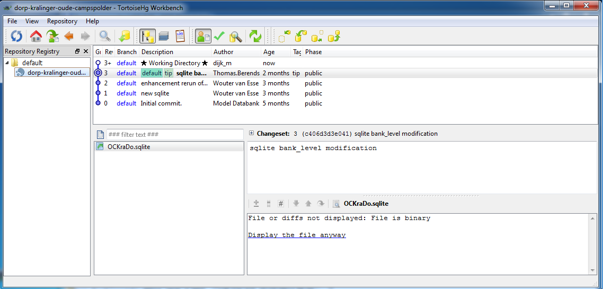 dorp-kralinger-oude-campspolder - TortoiseHg Workbench
File View Repository Help
Repository Registry
default
dorp-kralinger-oud...
Re Branch Description Author Age Tag Phase
3+ default ★ Working Directory ★ dijk_m now
3 default default tip sqlite ba... Thomas.Berends 2 months tip public
2 default enhancement rerun of... Wouter van Esse 3 months public
1 default new sqlite Wouter van Esse 3 months public
0 default Initial commit. Model Databank 5 months public
### filter text ###
OCKraDo.sqlite
Changeset: 3 (c406d3d3e041) sqlite bank_level modification
sqlite bank_level modification
OCKraDo.sqlite
File or diffs not displayed: File is binary
Display the file anyway